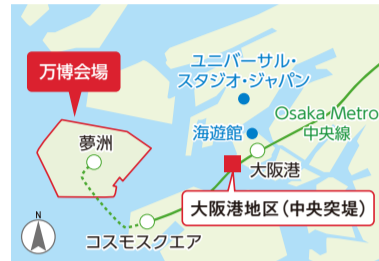 万博会場
ユニバーサル・
スタジオ・ジャパン
Osaka Metro
中央線
海遊館
夢洲
大阪港
大阪港地区(中央突堤)
コスモスクエア
N